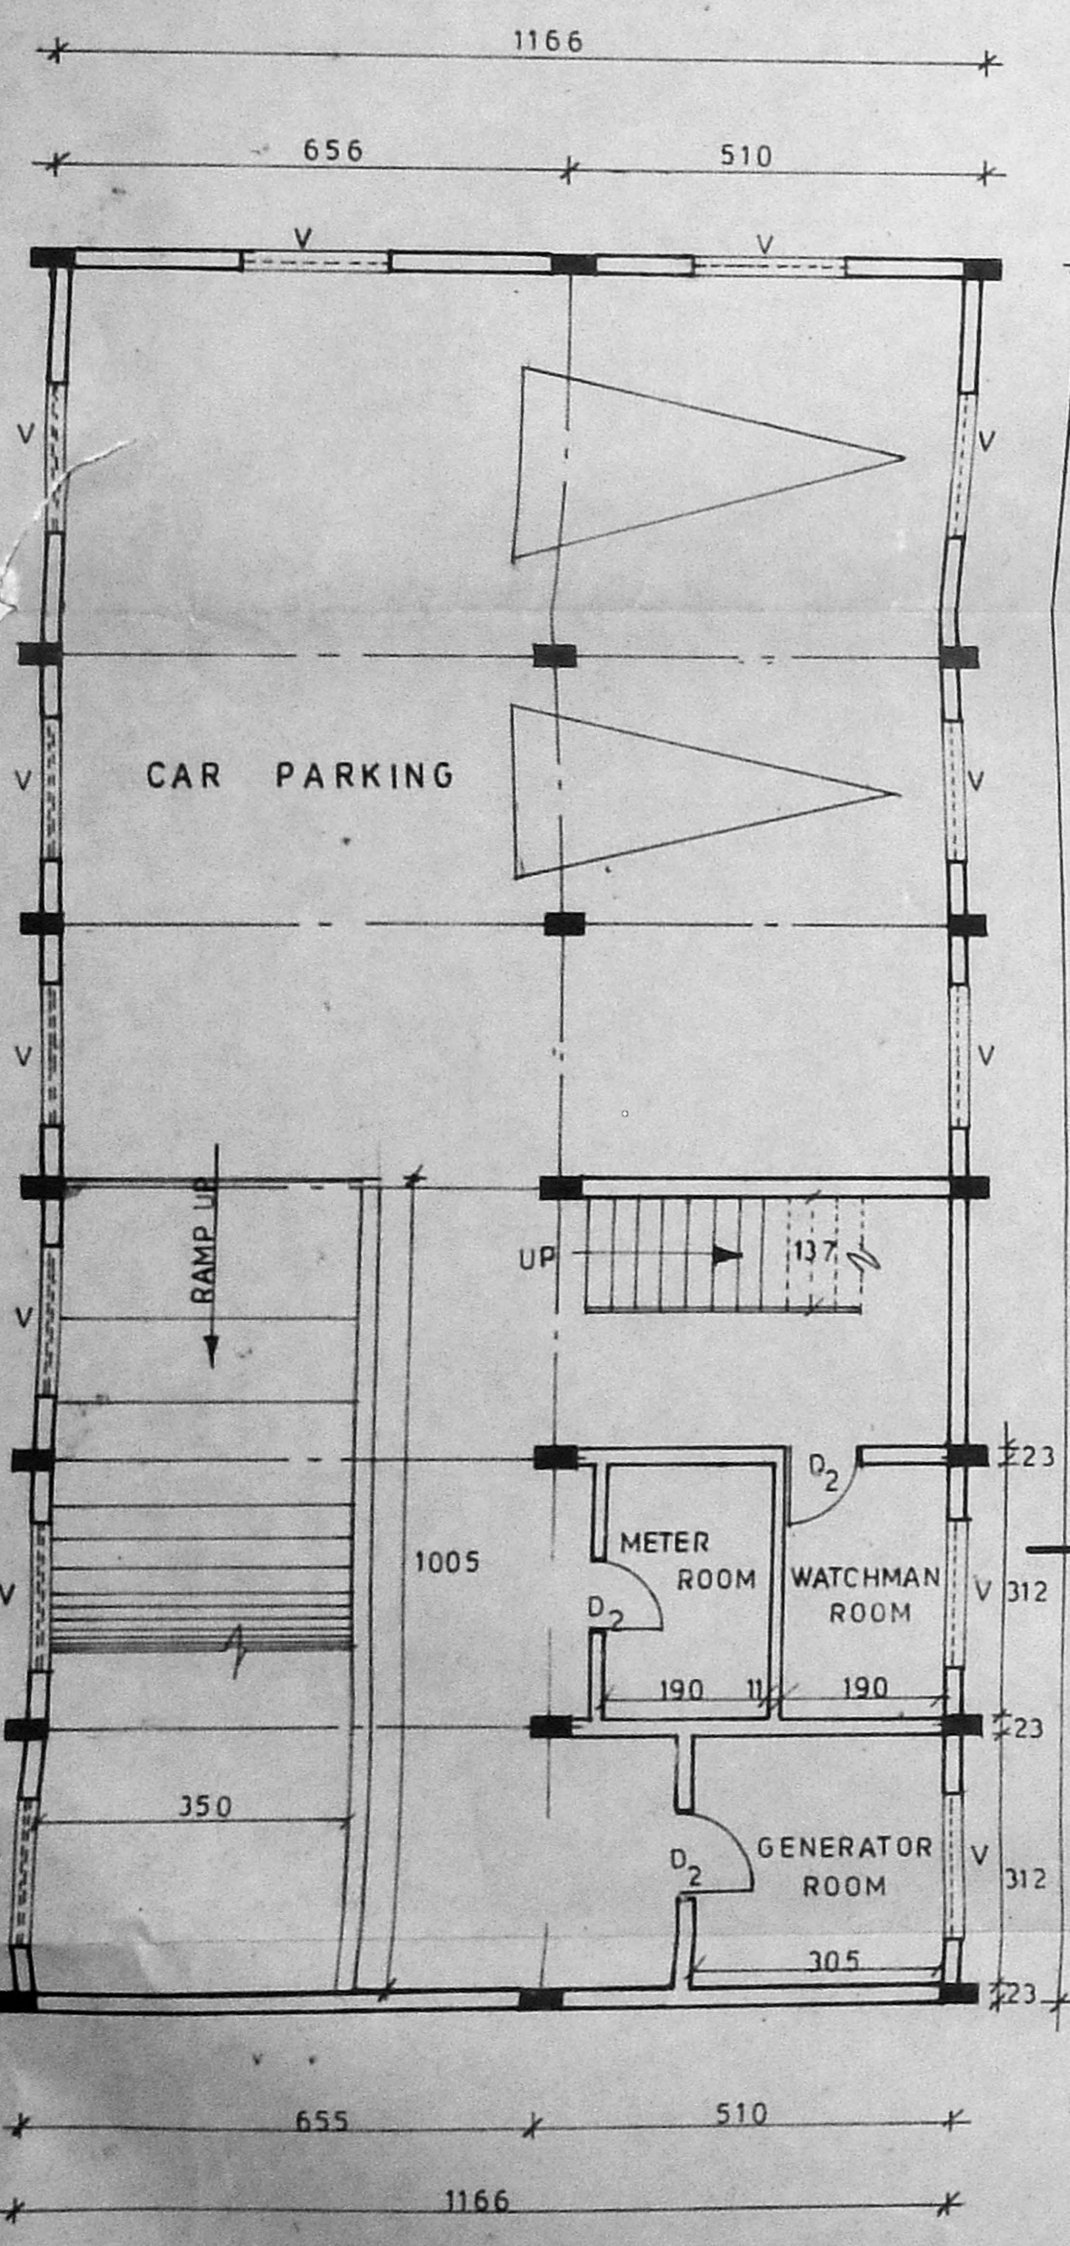 1166
656
510
V
V
V
V
CAR PARKING
V
V
V
V
RAMP UP
UP
137
V
D2
23
1005
METER
ROOM
WATCHMAN
ROOM
V
V
312
D2
190
11
190
23
350
D2
GENERATOR
ROOM
V
312
305
23
655
510
1166